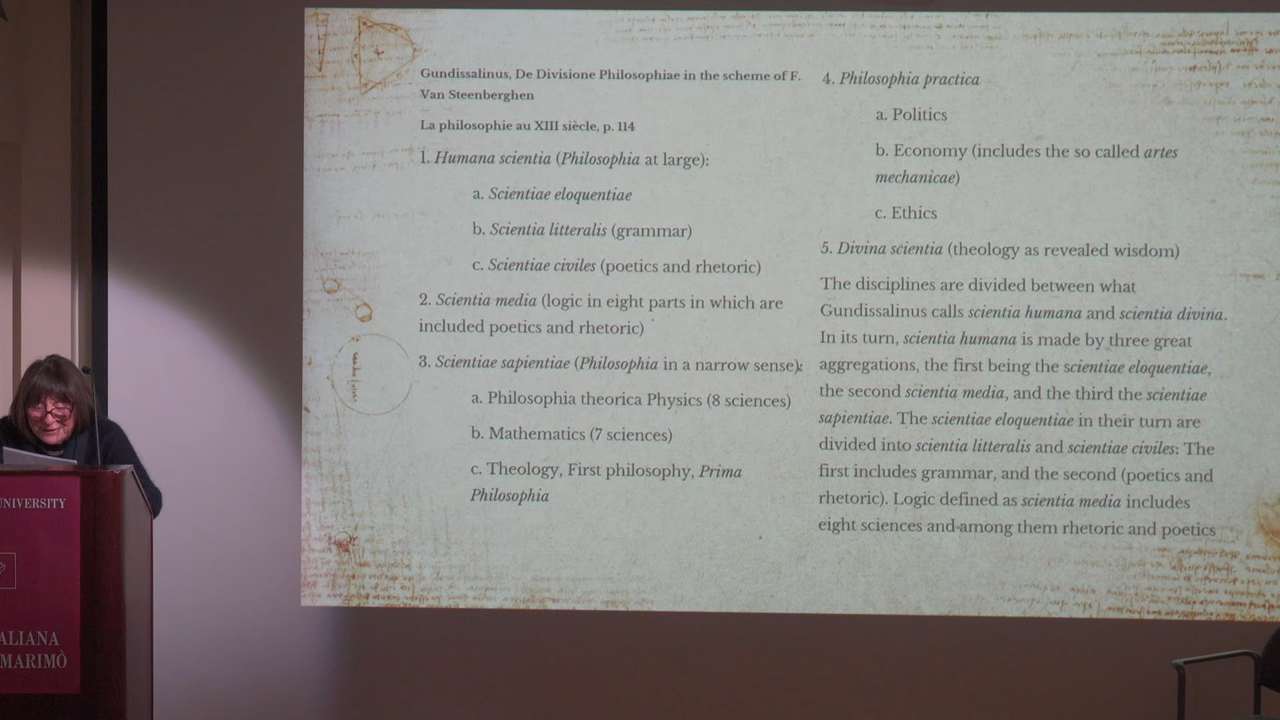 Gundissalinus, De Divisione Philosophiae in the scheme of F.
Van Steenberghen
La philosophie au XIII siècle, p. 114
1. Humana scientia (Philosophia at large):
a. Scientiae eloquentiae
b. Scientia litteralis (grammar)
c. Scientiae civiles (poetics and rhetoric)
2. Scientia media (logic in eight parts in which are
included poetics and rhetoric)
3. Scientiae sapientiae (Philosophia in a narrow sense):
a. Philosophia theorica Physics (8 sciences)
b. Mathematics (7 sciences)
c. Theology, First philosophy, Prima
Philosophia
4. Philosophia practica
a. Politics
b. Economy (includes the so called artes
mechanicae)
c. Ethics
5. Divina scientia (theology as revealed wisdom)
The disciplines are divided between what
Gundissalinus calls scientia humana and scientia divina.
In its turn, scientia humana is made by three great
aggregations, the first being the scientiae eloquentiae,
the second scientia media, and the third the scientiae
sapientiae. The scientiae eloquentiae in their turn are
divided into scientia litteralis and scientiae civiles: The
first includes grammar, and the second (poetics and
rhetoric). Logic defined as scientia media includes
eight sciences and among them rhetoric and poetics
UNIVERSITY
ALIANA
MARIMÒ